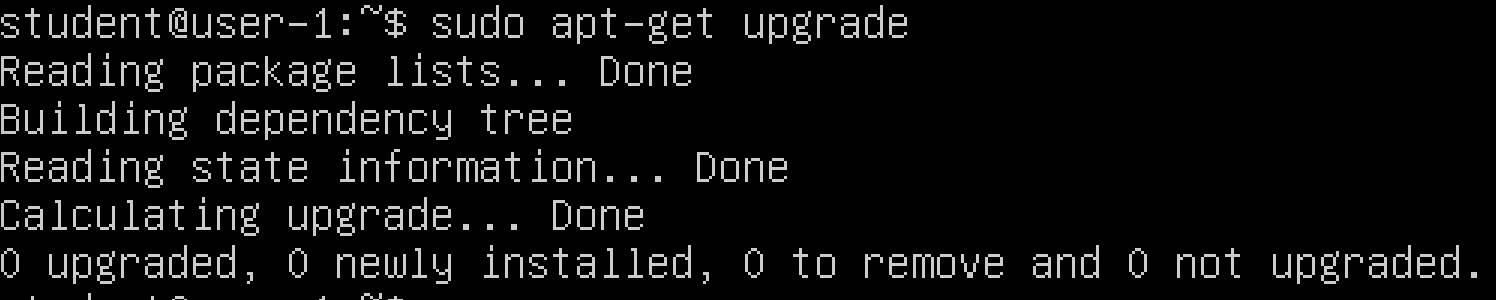 student@user-1:~$ sudo apt-get upgrade
Reading package lists... Done
Building dependency tree
Reading state information... Done
Calculating upgrade... Done
0 upgraded, 0 newly installed, 0 to remove and 0 not upgraded.